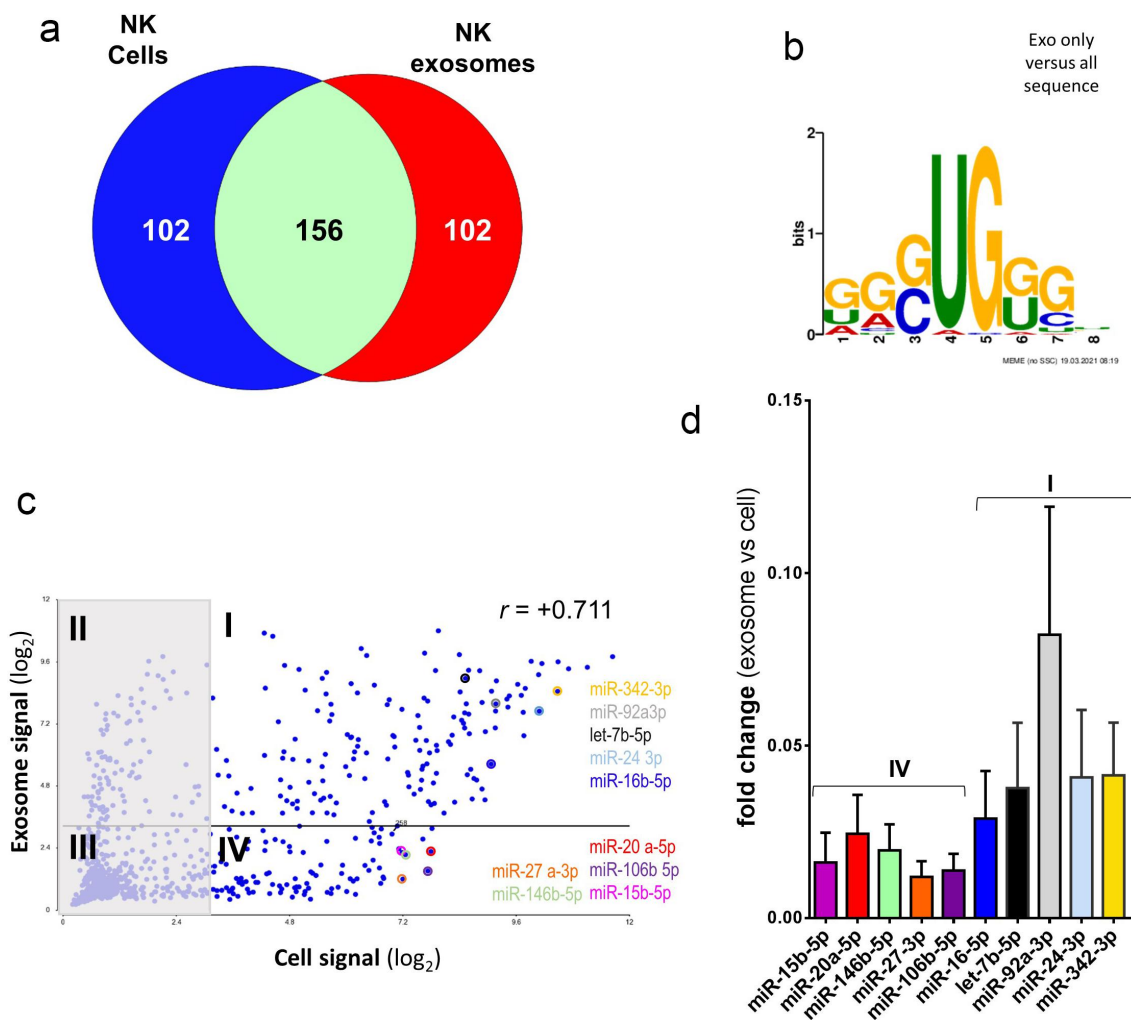 a
NK
Cells
NK
exosomes
102
156
102
b
Exo only
versus all
sequence
2
1
0
bits
G
U
A
G
A
C
G
C
U
A
G
G
U
A
G
C
U
1
2
3
4
5
6
7
8
MEME (no SSC) 19.03.2021 08:19
c
II
I
r = +0.711
III
IV
miR-342-3p
miR-92a3p
let-7b-5p
miR-24 3p
miR-16b-5p
258
miR-20 a-5p
miR-27 a-3p
miR-106b 5p
miR-146b-5p
miR-15b-5p
12
9.6
7.2
4.8
2.4
0
0
2.4
4.8
7.2
9.6
12
Exosome signal (log2)
Cell signal (log2)
d
0.15
0.10
0.05
0.00
fold change (exosome vs cell)
IV
I
miR-15b-5p
miR-20a-5p
miR-146b-5p
miR-27-3p
miR-106b-5p
miR-16-5p
let-7b-5p
miR-92a-3p
miR-24-3p
miR-342-3p